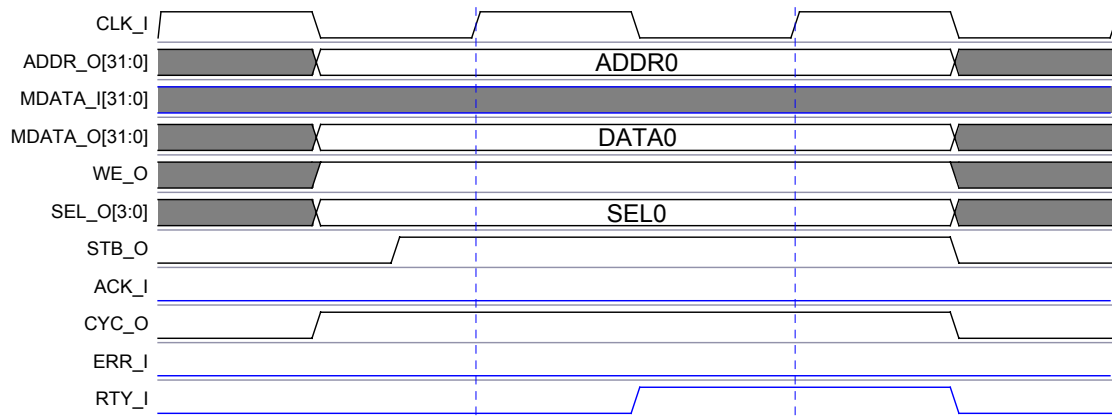 CLK_I
ADDR_O[31:0] ADDR0
MDATA_I[31:0]
MDATA_O[31:0] DATA0
WE_O
SEL_O[3:0] SEL0
STB_O
ACK_I
CYC_O
ERR_I
RTY_I